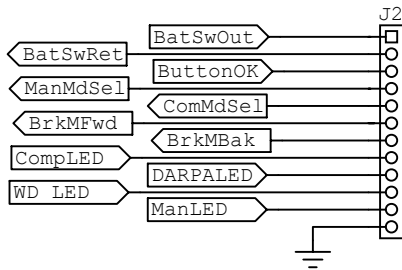 J2
BatSwOut
BatSwRet
ButtonOK
ManMdSel
ComMdSel
BrkMFwd
BrkMBak
CompLED
DARPALED
WD LED
ManLED